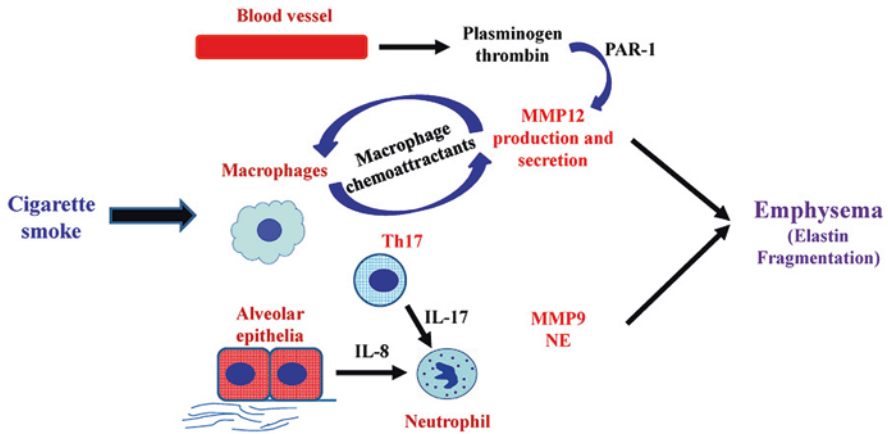 Blood vessel
Plasminogen
thrombin
PAR-1
MMP12
production and
secretion
Macrophage
chemoattractants
Macrophages
Cigarette
smoke
Emphysema
(Elastin
Fragmentation)
Th17
IL-17
MMP9
NE
Alveolar
epithelia
IL-8
Neutrophil